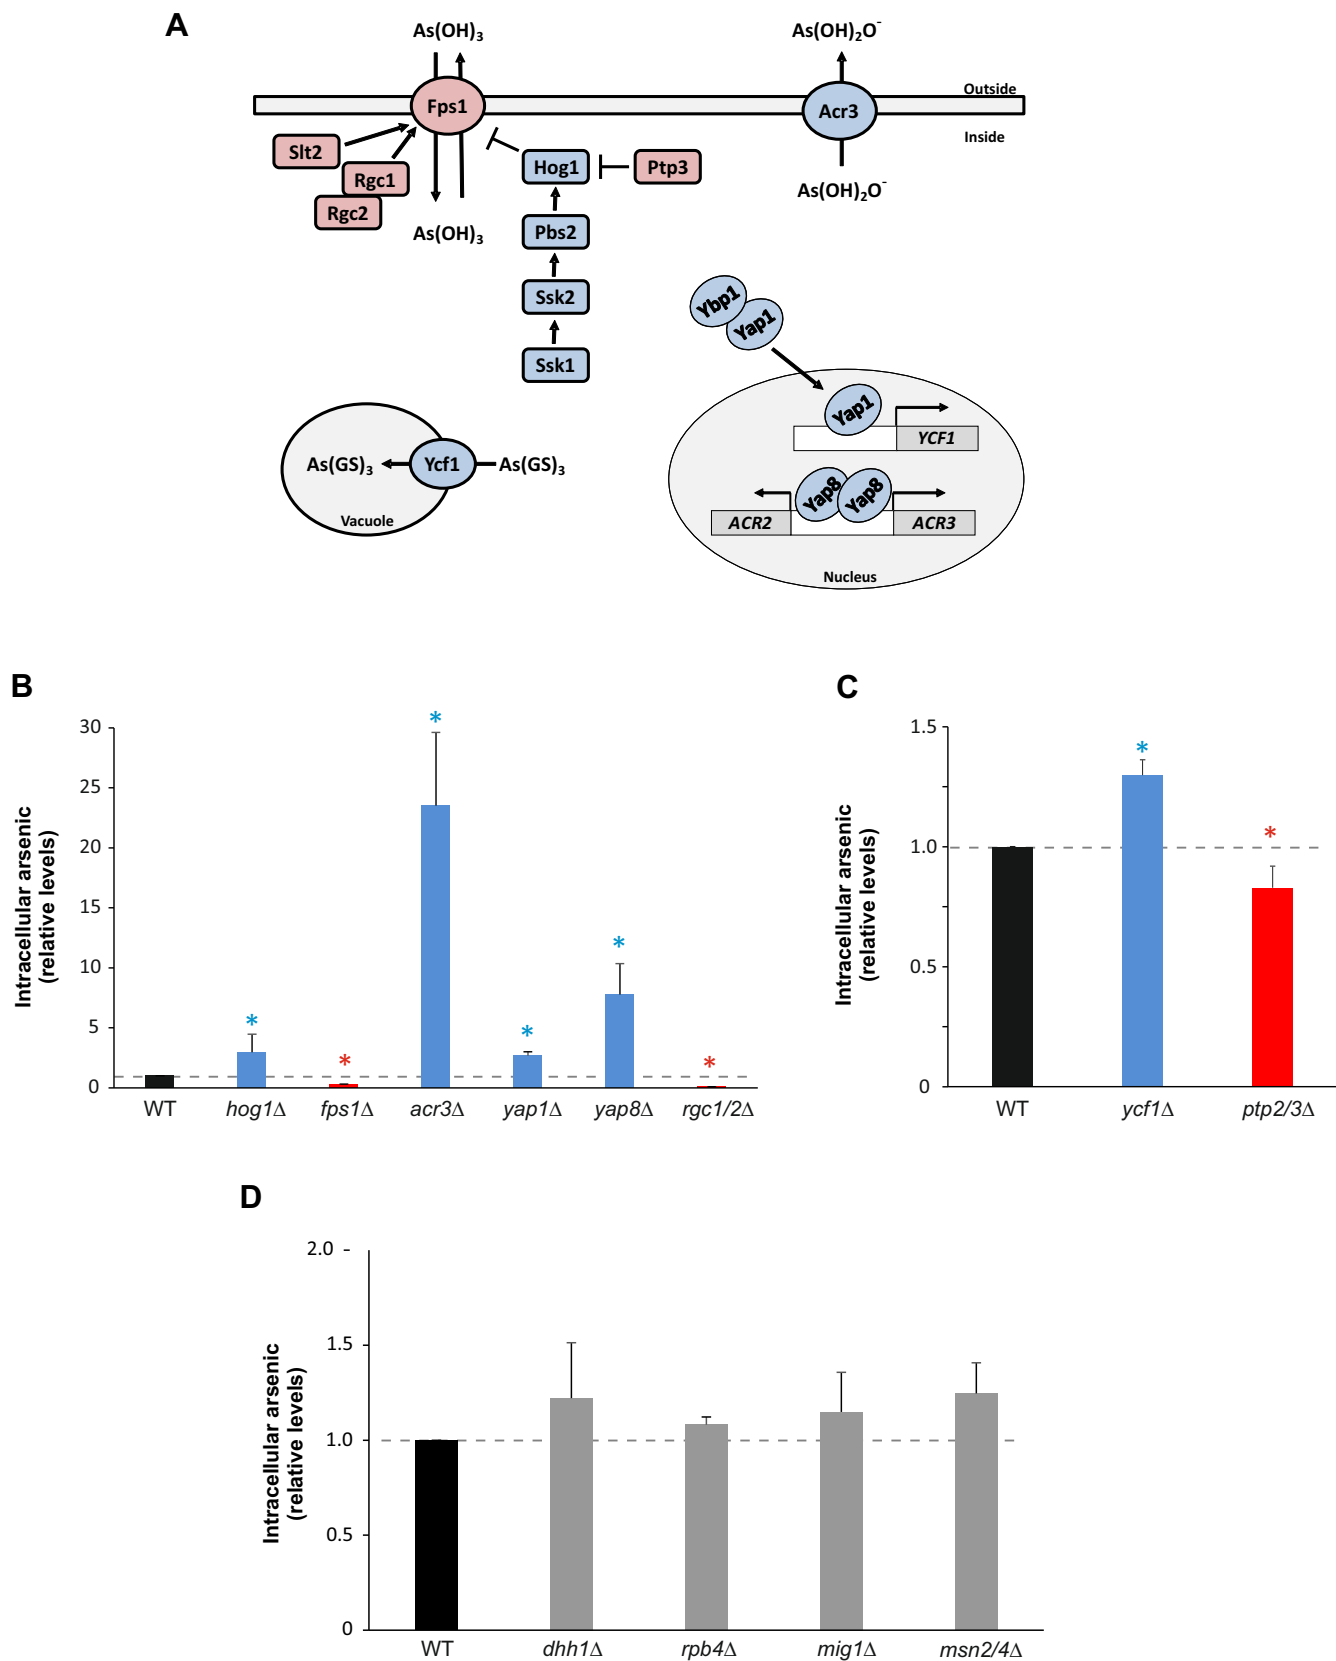 A
As(OH)3 As(OH)2O-
Outside
Fps1 Acr3
Inside
Slt2 Hog1 Ptp3
Rgc1
As(OH)2O-
Rgc2
As(OH)3 Pbs2
Ybp1
Ssk2
Yap1
Ssk1
Yap1
YCF1
As(GS)3 Ycf1 As(GS)3
Yap8 Yap8
Vacuole
ACR2 ACR3
Nucleus
B
Intracellular arsenic
(relative levels)
30
25
20
15
10
5
0
* * * * * *
WT hog1Δ fps1Δ acr3Δ yap1Δ yap8Δ rgc1/2Δ
C
Intracellular arsenic
(relative levels)
1.5
1.0
0.5
0
* *
WT ycf1Δ ptp2/3Δ
D
Intracellular arsenic
(relative levels)
2.0
1.5
1.0
0.5
0
WT dhh1Δ rpb4Δ mig1Δ msn2/4Δ